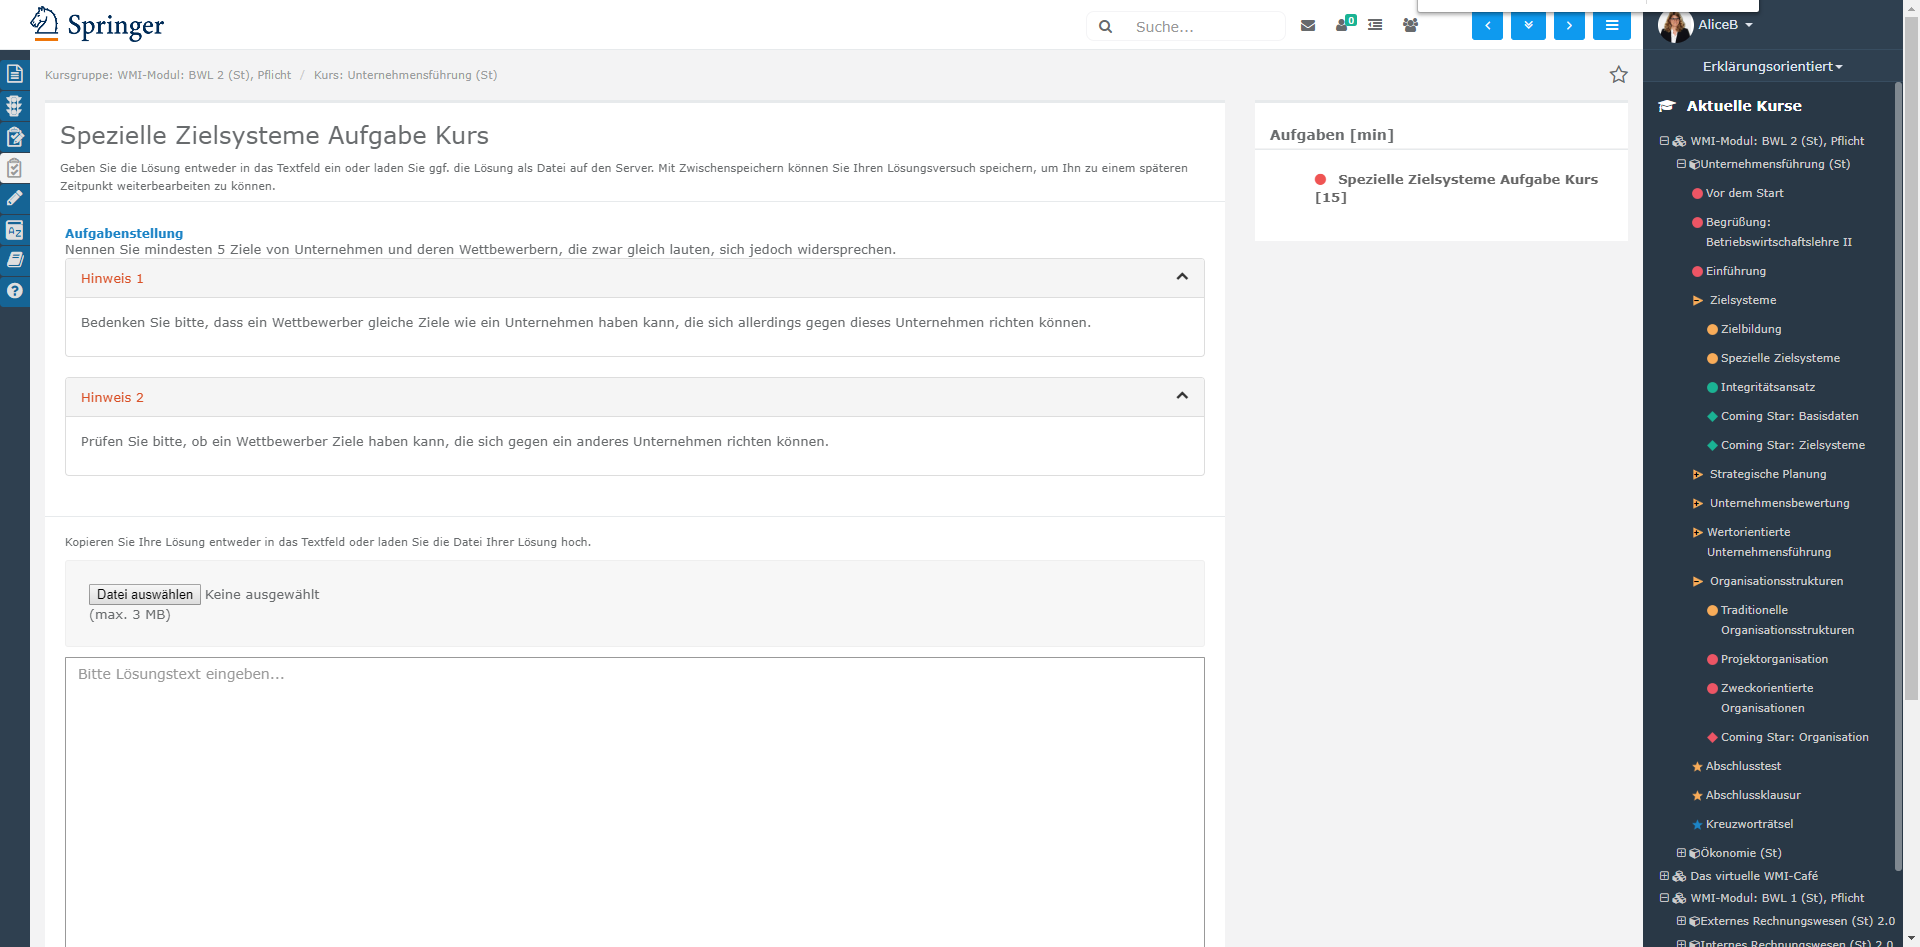 Springer
Suche...
0
AliceB
Kursgruppe: WMI-Modul: BWL 2 (St), Pflicht / Kurs: Unternehmensführung (St)
Erklärungsorientiert
Spezielle Zielsysteme Aufgabe Kurs
Geben Sie die Lösung entweder in das Textfeld ein oder laden Sie ggf. die Lösung als Datei auf den Server. Mit Zwischenspeichern können Sie Ihren Lösungsversuch speichern, um Ihn zu einem späteren
Zeitpunkt weiterbearbeiten zu können.
Aufgabenstellung
Nennen Sie mindesten 5 Ziele von Unternehmen und deren Wettbewerbern, die zwar gleich lauten, sich jedoch widersprechen.
Hinweis 1
Bedenken Sie bitte, dass ein Wettbewerber gleiche Ziele wie ein Unternehmen haben kann, die sich allerdings gegen dieses Unternehmen richten können.
Hinweis 2
Prüfen Sie bitte, ob ein Wettbewerber Ziele haben kann, die sich gegen ein anderes Unternehmen richten können.
Kopieren Sie Ihre Lösung entweder in das Textfeld oder laden Sie die Datei Ihrer Lösung hoch.
Datei auswählen Keine ausgewählt
(max. 3 MB)
Bitte Lösungstext eingeben...
Aufgaben [min]
Spezielle Zielsysteme Aufgabe Kurs
[15]
Aktuelle Kurse
WMI-Modul: BWL 2 (St), Pflicht
Unternehmensführung (St)
Vor dem Start
Begrüßung:
Betriebswirtschaftslehre II
Einführung
Zielsysteme
Zielbildung
Spezielle Zielsysteme
Integritätsansatz
Coming Star: Basisdaten
Coming Star: Zielsysteme
Strategische Planung
Unternehmensbewertung
Wertorientierte
Unternehmensführung
Organisationsstrukturen
Traditionelle
Organisationsstrukturen
Projektorganisation
Zweckorientierte
Organisationen
Coming Star: Organisation
Abschlusstest
Abschlussklausur
Kreuzworträtsel
Ökonomie (St)
Das virtuelle WMI-Café
WMI-Modul: BWL 1 (St), Pflicht
Externes Rechnungswesen (St) 2.0
Internes Rechnungswesen (St) 2.0